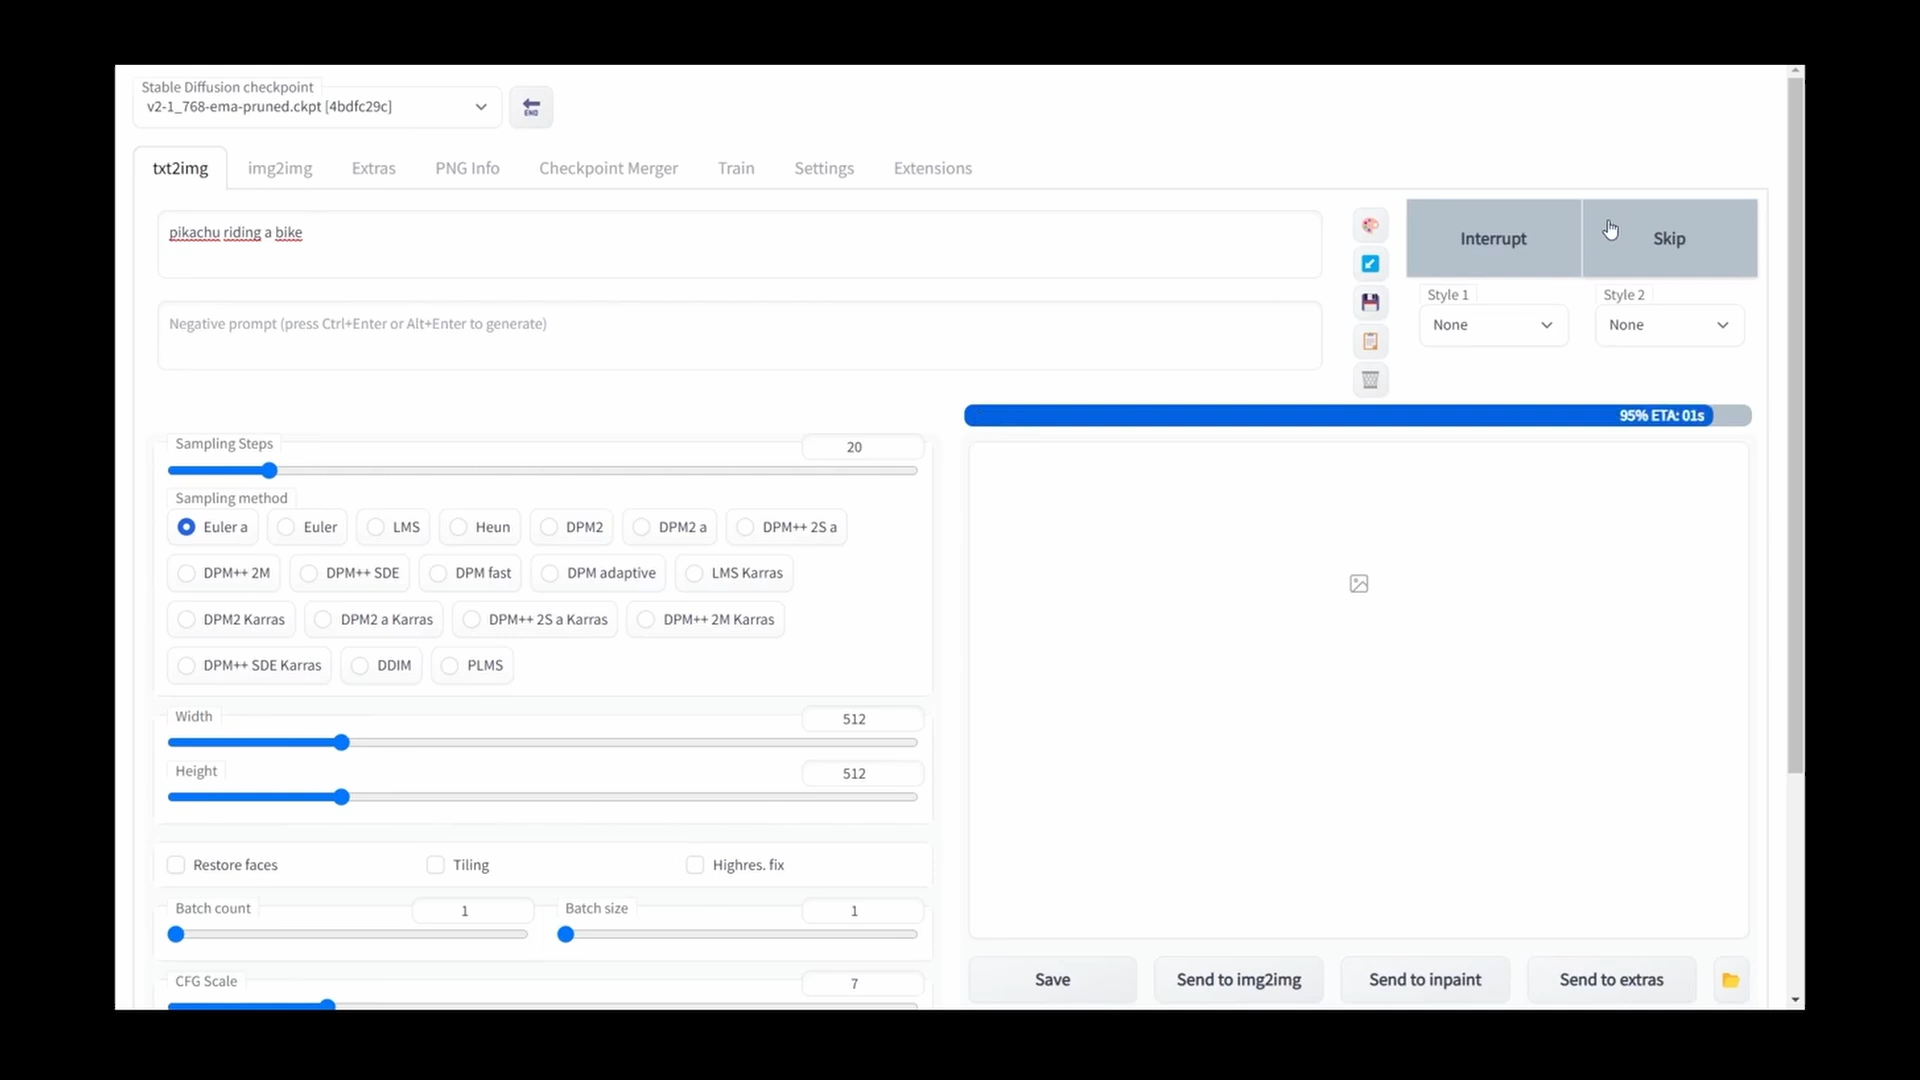 Stable Diffusion checkpoint
v2-1_768-ema-pruned.ckpt [4bdfc29c]
END
txt2img img2img Extras PNG Info Checkpoint Merger Train Settings Extensions
pikachu riding a bike
Interrupt Skip
Style 1 Style 2
None None
Negative prompt (press Ctrl+Enter or Alt+Enter to generate)
95% ETA: 01s
Sampling Steps 20
Sampling method
Euler a Euler LMS Heun DPM2 DPM2 a DPM++ 2S a
DPM++ 2M DPM++ SDE DPM fast DPM adaptive LMS Karras
DPM2 Karras DPM2 a Karras DPM++ 2S a Karras DPM++ 2M Karras
DPM++ SDE Karras DDIM PLMS
Width 512
Height 512
Restore faces Tiling Highres. fix
Batch count 1 Batch size 1
CFG Scale 7
Save Send to img2img Send to inpaint Send to extras